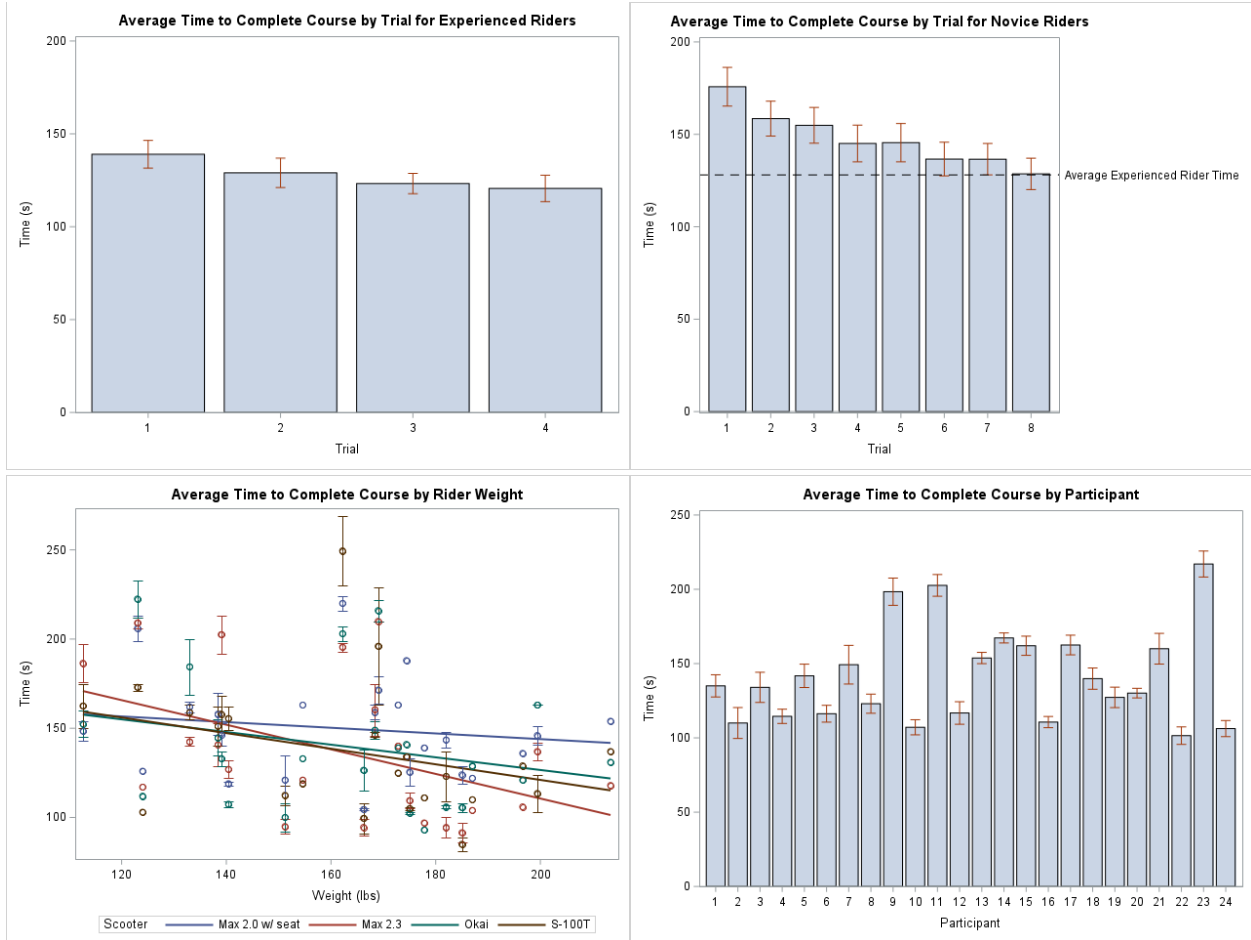 Average Time to Complete Course by Trial for Experienced Riders
200
150
100
50
0
Time (s)
1 2 3 4
Trial
Average Time to Complete Course by Trial for Novice Riders
200
150
100
50
0
Time (s)
Average Experienced Rider Time
1 2 3 4 5 6 7 8
Trial
Average Time to Complete Course by Rider Weight
250
200
150
100
Time (s)
120 140 160 180 200
Weight (lbs)
Scooter Max 2.0 w/ seat Max 2.3 Okai S-100T
Average Time to Complete Course by Participant
250
200
150
100
50
0
Time (s)
1 2 3 4 5 6 7 8 9 10 11 12 13 14 15 16 17 18 19 20 21 22 23 24
Participant